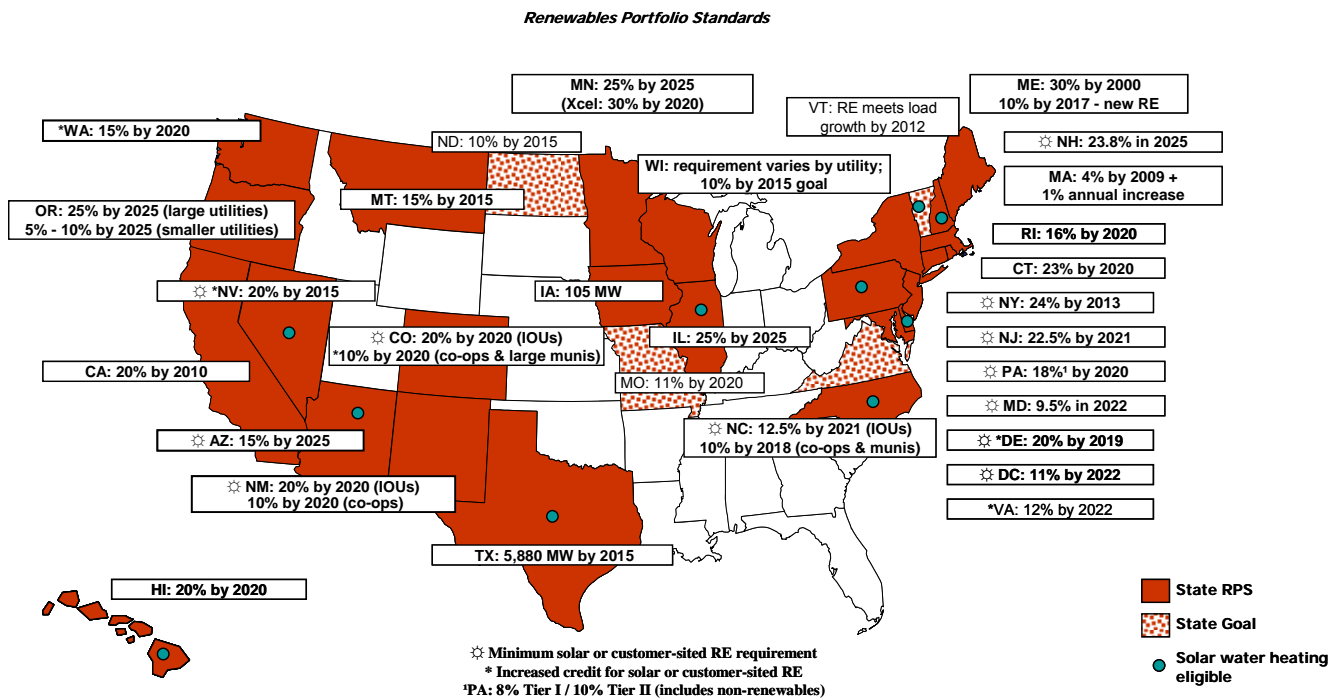 Renewables Portfolio Standards
MN: 25% by 2025
(Xcel: 30% by 2020)
ME: 30% by 2000
10% by 2017 - new RE
VT: RE meets load
growth by 2012
*WA: 15% by 2020
ND: 10% by 2015
☼ NH: 23.8% in 2025
WI: requirement varies by utility;
10% by 2015 goal
MA: 4% by 2009 +
1% annual increase
MT: 15% by 2015
OR: 25% by 2025 (large utilities)
5% - 10% by 2025 (smaller utilities)
RI: 16% by 2020
CT: 23% by 2020
☼ *NV: 20% by 2015
IA: 105 MW
☼ NY: 24% by 2013
☼ CO: 20% by 2020 (IOUs)
*10% by 2020 (co-ops & large munis)
IL: 25% by 2025
☼ NJ: 22.5% by 2021
CA: 20% by 2010
MO: 11% by 2020
☼ PA: 18%¹ by 2020
☼ MD: 9.5% in 2022
☼ AZ: 15% by 2025
☼ NC: 12.5% by 2021 (IOUs)
10% by 2018 (co-ops & munis)
☼ *DE: 20% by 2019
☼ DC: 11% by 2022
☼ NM: 20% by 2020 (IOUs)
10% by 2020 (co-ops)
*VA: 12% by 2022
TX: 5,880 MW by 2015
HI: 20% by 2020
State RPS
State Goal
Solar water heating
eligible
☼ Minimum solar or customer-sited RE requirement
* Increased credit for solar or customer-sited RE
¹PA: 8% Tier I / 10% Tier II (includes non-renewables)